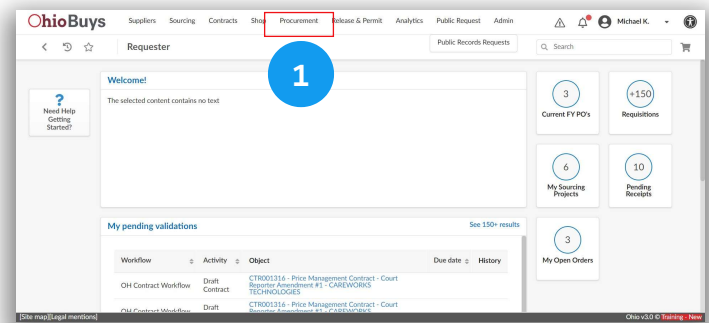 OhioBuys
Suppliers Sourcing Contracts Shop Procurement Release & Permit Analytics Public Request Admin
Michael K.
Requester
Public Records Requests
Search
1
Need Help
Getting
Started?
Welcome!
The selected content contains no text
3
Current FY PO's
+150
Requisitions
6
My Sourcing
Projects
10
Pending
Receipts
3
My Open Orders
My pending validations
See 150+ results
Workflow Activity Object Due date History
OH Contract Workflow
Draft
Contract
CTR001316 - Price Management Contract - Court
Reporter Amendment #1 - CAREWORKS
TECHNOLOGIES
OH Contract Workflow
Draft
CTR001316 - Price Management Contract - Court
Reporter Amendment #1 - CAREWORKS
[Site map][Legal mentions]
Ohio v3.0 © Training - New